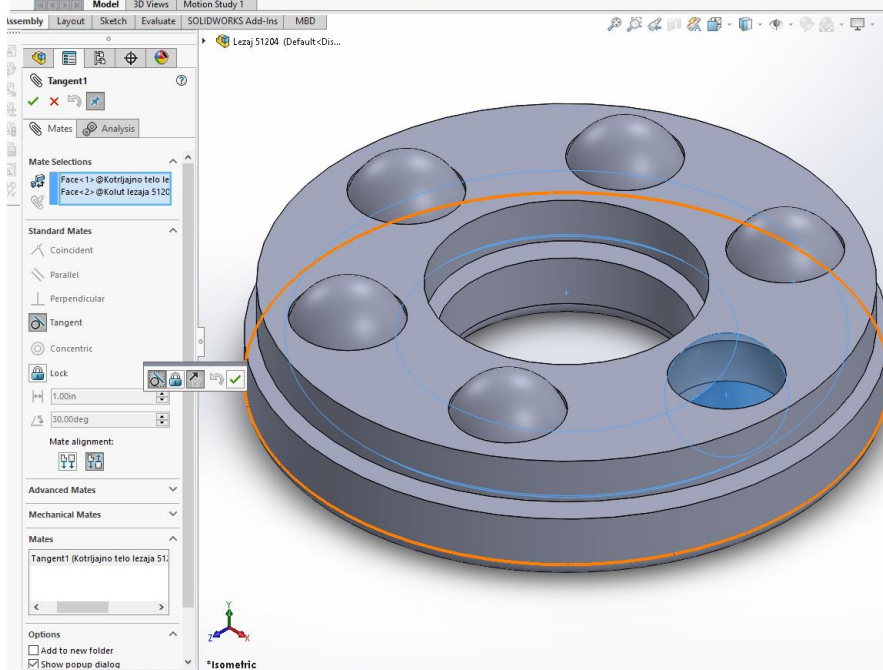 Model 3D Views Motion Study 1
Assembly Layout Sketch Evaluate SOLIDWORKS Add-Ins MBD
Lezaj 51204 (Default<Dis...
Tangent1
Mates Analysis
Mate Selections
Face<1>@Kotrljajno telo le
Face<2>@Kolut lezaja 5120
Standard Mates
Coincident
Parallel
Perpendicular
Tangent
Concentric
Lock
1.00in
30.00deg
Mate alignment:
Advanced Mates
Mechanical Mates
Mates
Tangent1 (Kotrljajno telo lezaja 51
Options
Add to new folder
Show popup dialog
Y
Z
X
*Isometric